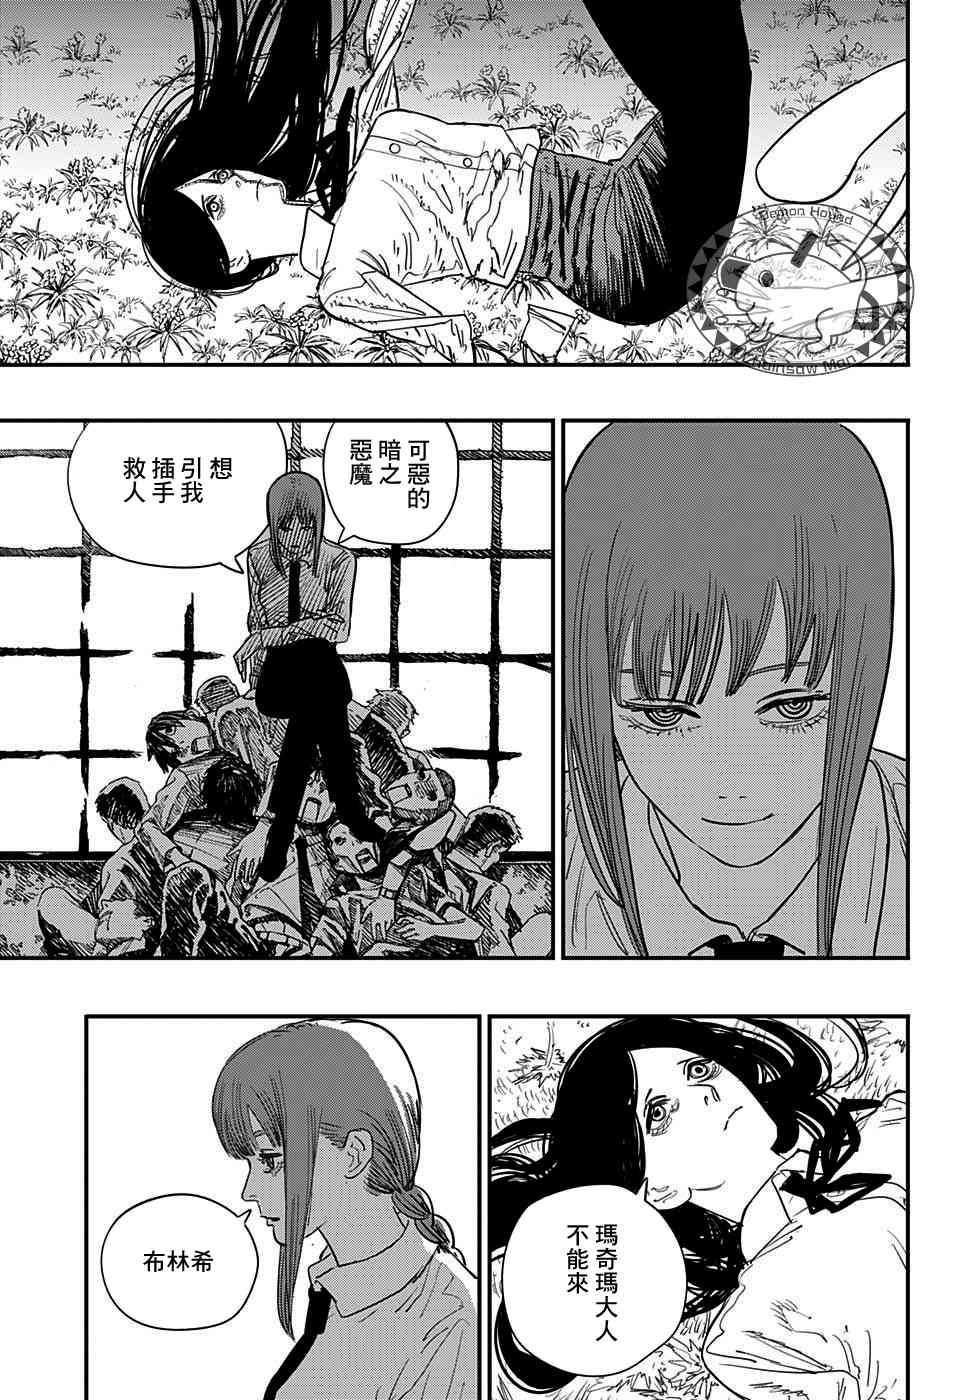 Demon Hound
Chainsaw Man
可惡的
暗之
惡魔
想
引我
插手
救人
瑪奇瑪大人
不能來
布林希